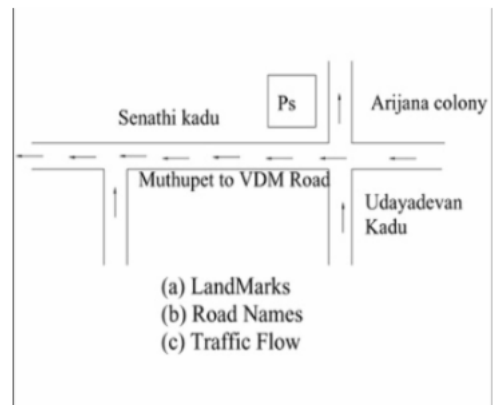 Ps
Arijana colony
Senathi kadu
Muthupet to VDM Road
Udayadevan
Kadu
(a) LandMarks
(b) Road Names
(c) Traffic Flow